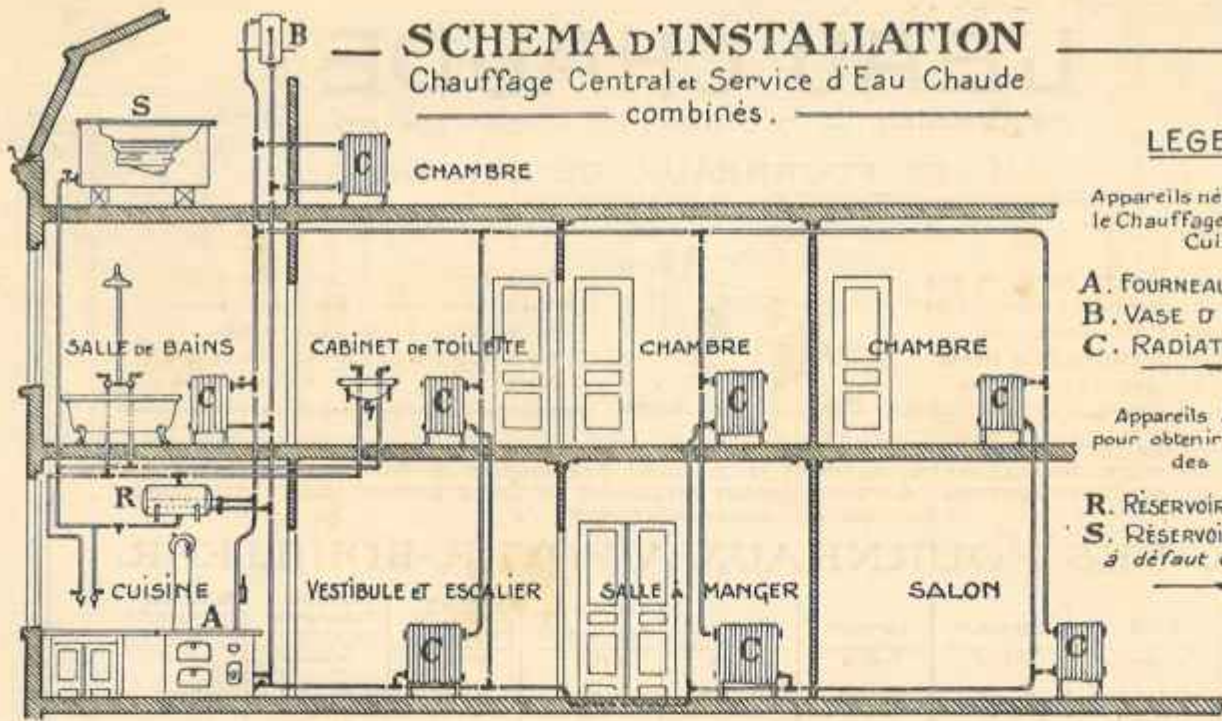 SCHEMA D'INSTALLATION
Chauffage Central et Service d'Eau Chaude
combinés.
B
S
C
CHAMBRE
LEGE
Appareils né
le Chauffage
Cui
A. FOURNEAU
B. VASE D'
C. RADIAT
Appareils
pour obtenir
des
R. RÉSERVOIR
S. RÉSERVOI
à défaut
SALLE DE BAINS
CABINET DE TOILETTE
CHAMBRE
CHAMBRE
C
C
C
C
R
CUISINE
VESTIBULE ET ESCALIER
SALLE À MANGER
SALON
A
C
C
C